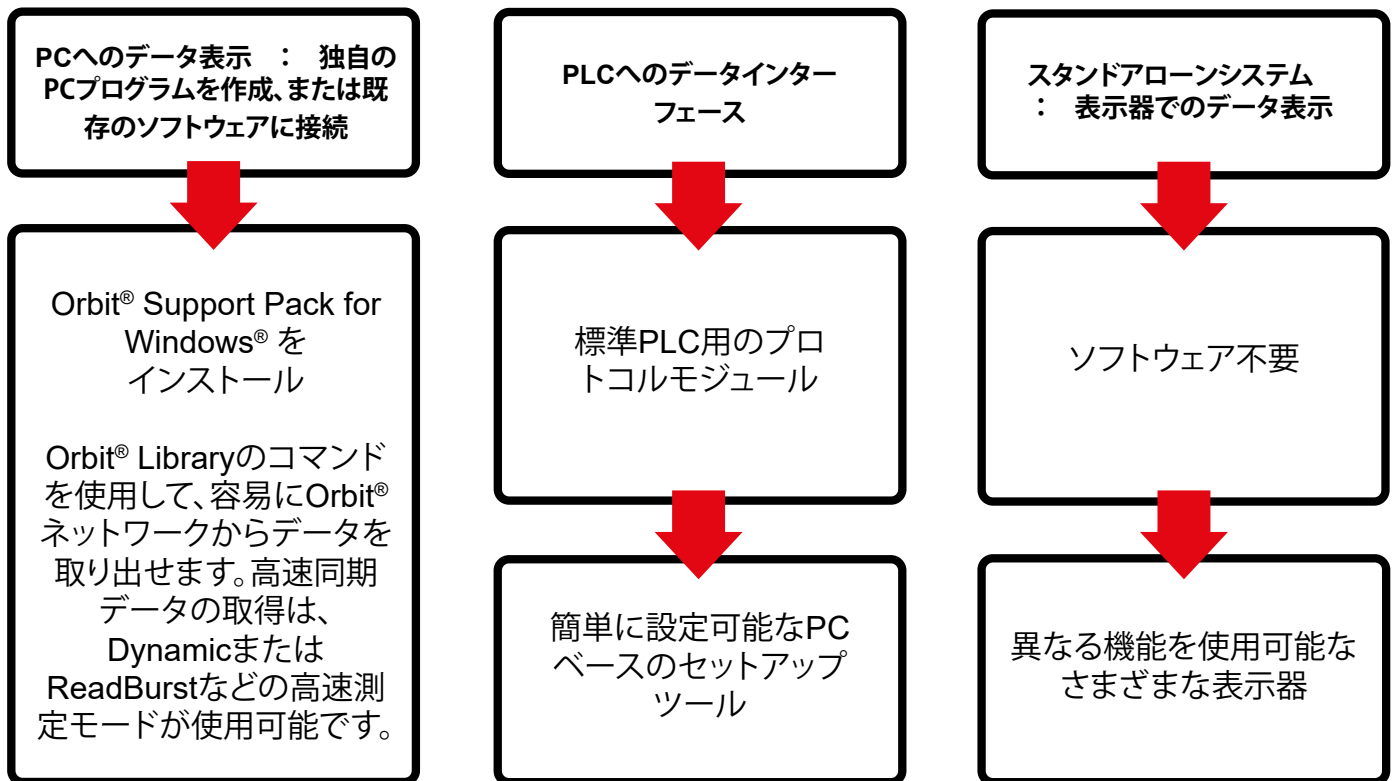 PCへのデータ表示 ： 独自の
PCプログラムを作成、または既
存のソフトウェアに接続
Orbit® Support Pack for
Windows® を
インストール
Orbit® Libraryのコマンド
を使用して、容易にOrbit®
ネットワークからデータを
取り出せます。高速同期
データの取得は、
Dynamicまたは
ReadBurstなどの高速測
定モードが使用可能です。
PLCへのデータインター
フェース
標準PLC用のプロ
トコルモジュール
簡単に設定可能なPC
ベースのセットアップ
ツール
スタンドアローンシステム
： 表示器でのデータ表示
ソフトウェア不要
異なる機能を使用可能な
さまざまな表示器